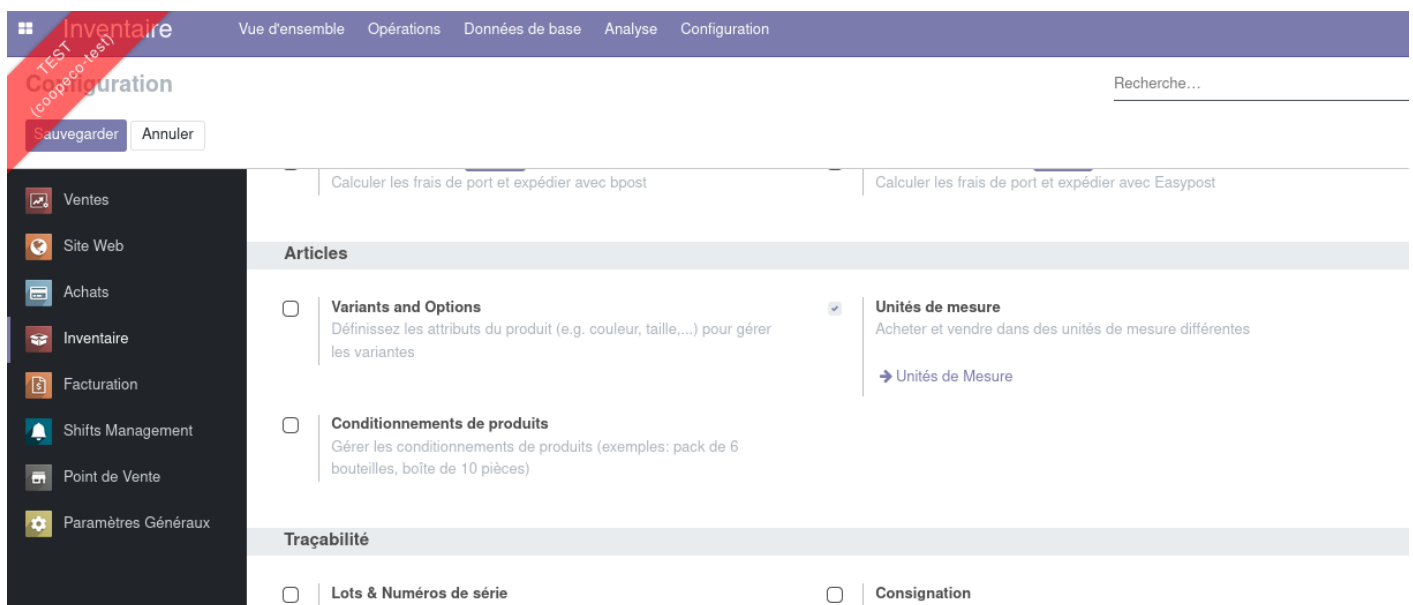 Inventaire
Vue d'ensemble
Opérations
Données de base
Analyse
Configuration
TEST
(coopeco-test)
Configuration
Recherche...
Sauvegarder
Annuler
Calculer les frais de port et expédier avec bpost
Calculer les frais de port et expédier avec Easypost
Ventes
Site Web
Achats
Inventaire
Facturation
Shifts Management
Point de Vente
Paramètres Généraux
Articles
Variants and Options
Définissez les attributs du produit (e.g. couleur, taille,...) pour gérer
les variantes
Unités de mesure
Acheter et vendre dans des unités de mesure différentes
Unités de Mesure
Conditionnements de produits
Gérer les conditionnements de produits (exemples: pack de 6
bouteilles, boîte de 10 pièces)
Traçabilité
Lots & Numéros de série
Consignation